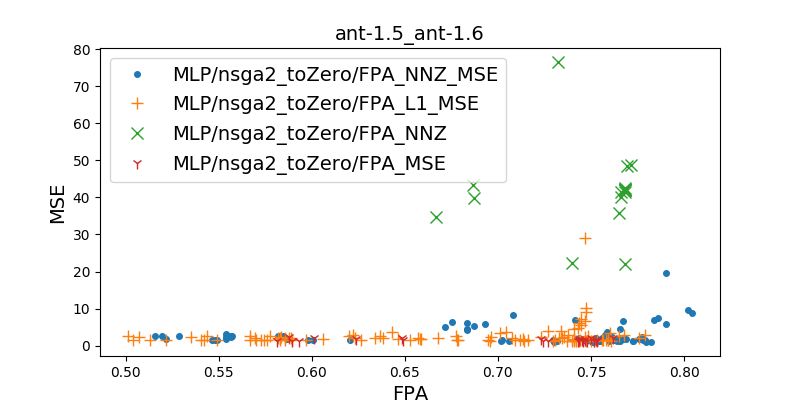 ant-1.5_ant-1.6
80
70
60
50
40
30
20
10
0
MSE
MLP/nsga2_toZero/FPA_NNZ_MSE
MLP/nsga2_toZero/FPA_L1_MSE
MLP/nsga2_toZero/FPA_NNZ
MLP/nsga2_toZero/FPA_MSE
0.50 0.55 0.60 0.65 0.70 0.75 0.80
FPA